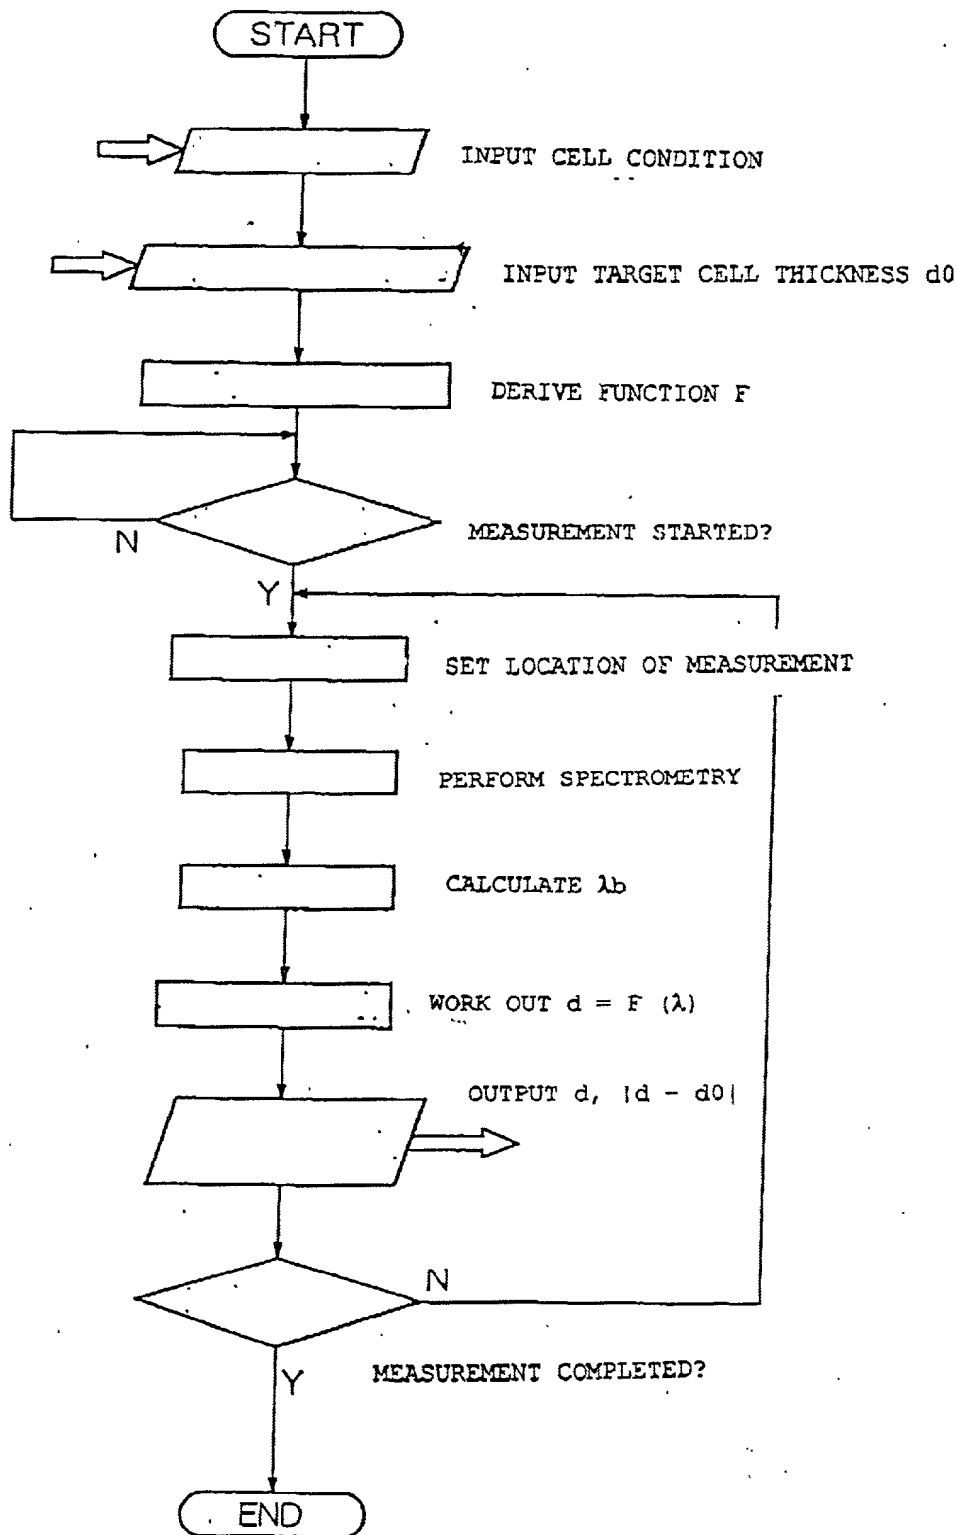 START
INPUT CELL CONDITION
INPUT TARGET CELL THICKNESS d0
DERIVE FUNCTION F
MEASUREMENT STARTED?
N
Y
SET LOCATION OF MEASUREMENT
PERFORM SPECTROMETRY
CALCULATE λb
WORK OUT d = F (λ)
OUTPUT d, |d - d0|
N
MEASUREMENT COMPLETED?
Y
END